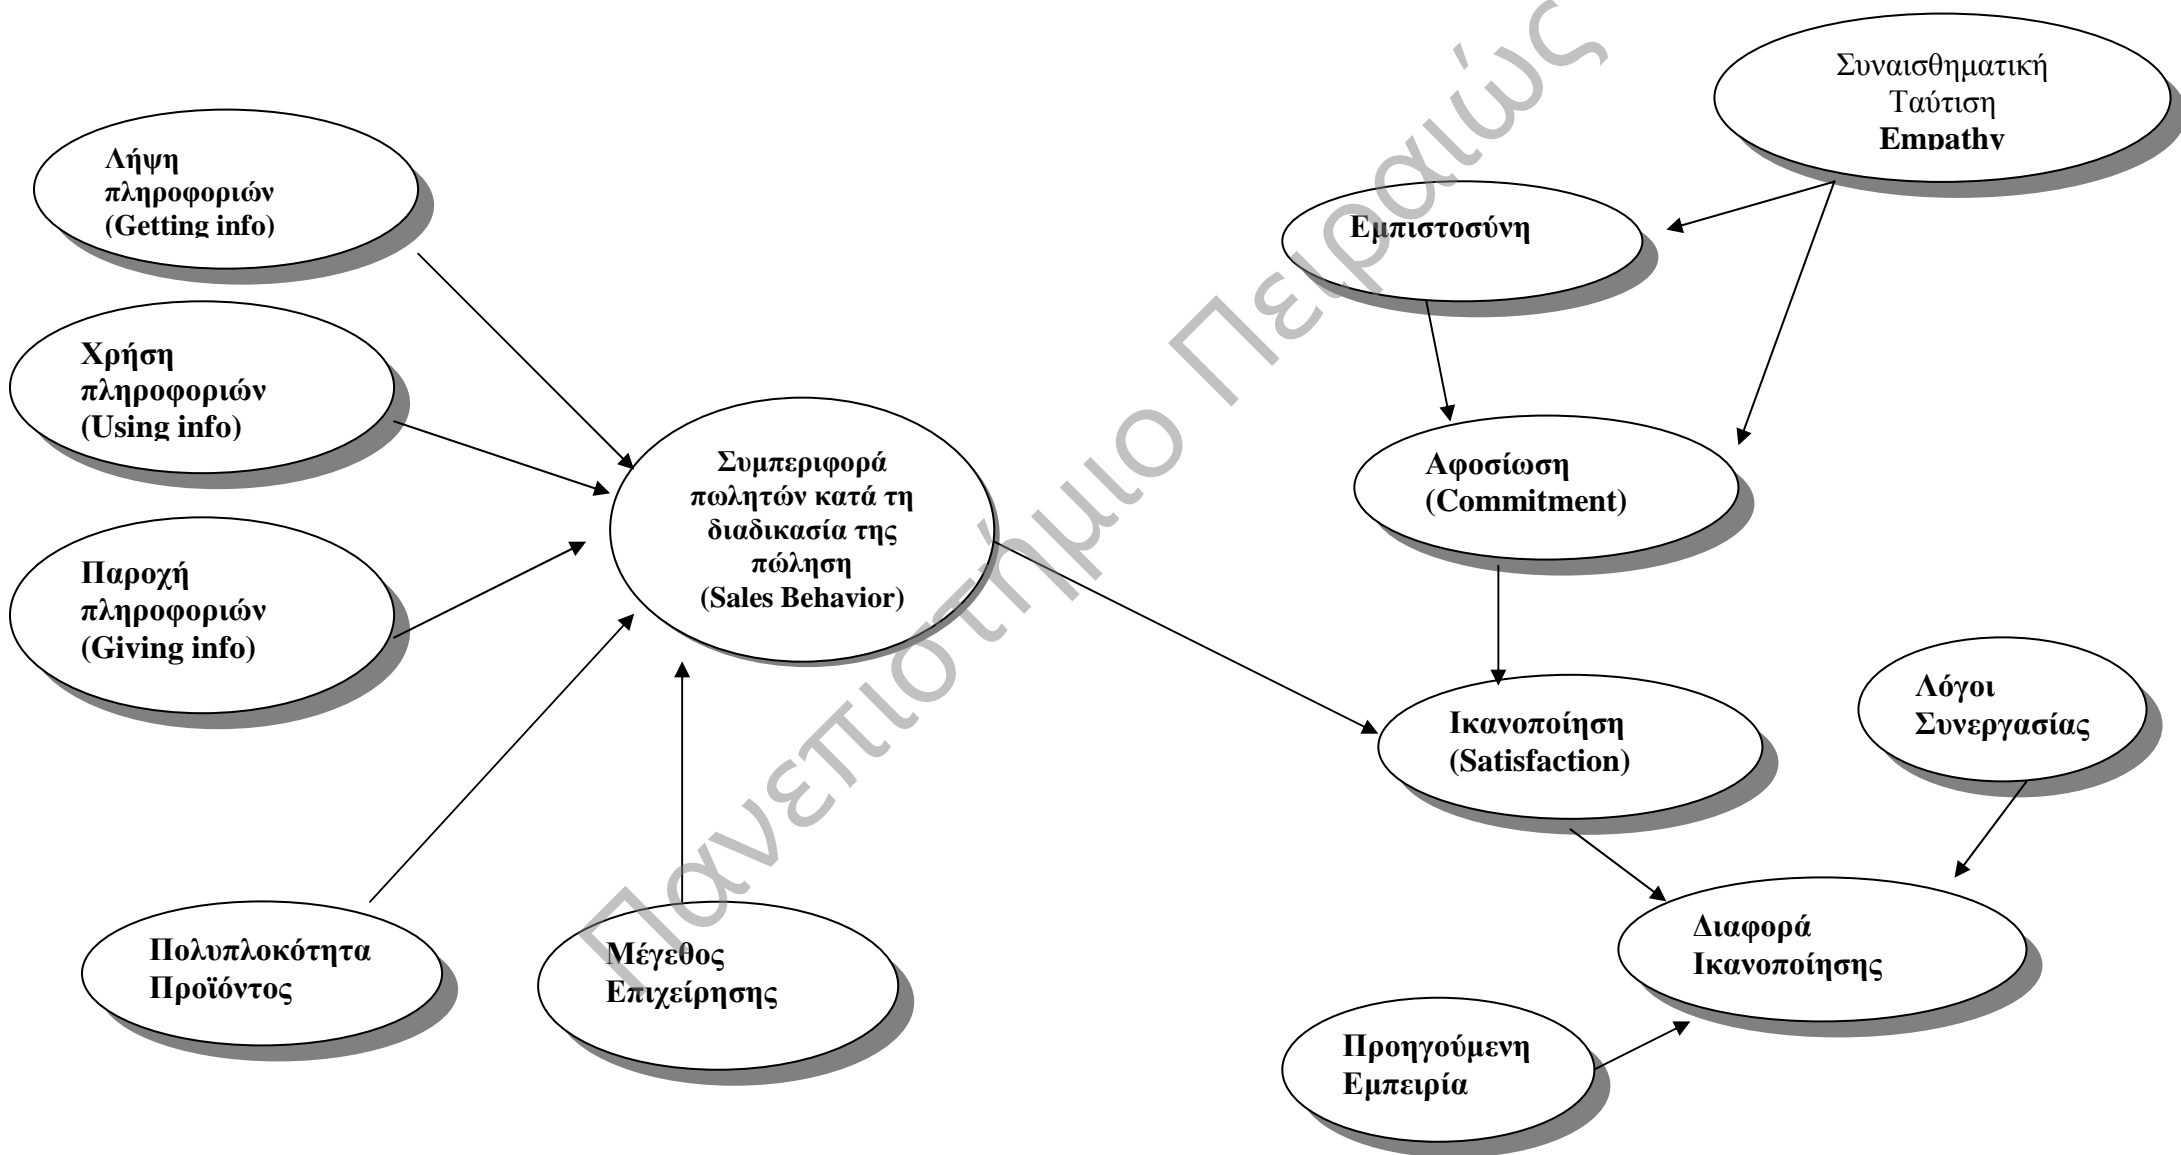 Συναισθηματική
Ταύτιση
Empathy
Λήψη
πληροφοριών
(Getting info)
Εμπιστοσύνη
Χρήση
πληροφοριών
(Using info)
Συμπεριφορά
πωλητών κατά τη
διαδικασία της
πώληση
(Sales Behavior)
Αφοσίωση
(Commitment)
Παροχή
πληροφοριών
(Giving info)
Ικανοποίηση
(Satisfaction)
Λόγοι
Συνεργασίας
Πολυπλοκότητα
Προϊόντος
Μέγεθος
Επιχείρησης
Διαφορά
Ικανοποίησης
Προηγούμενη
Εμπειρία
Πανεπιστήμιο Πειραιώς